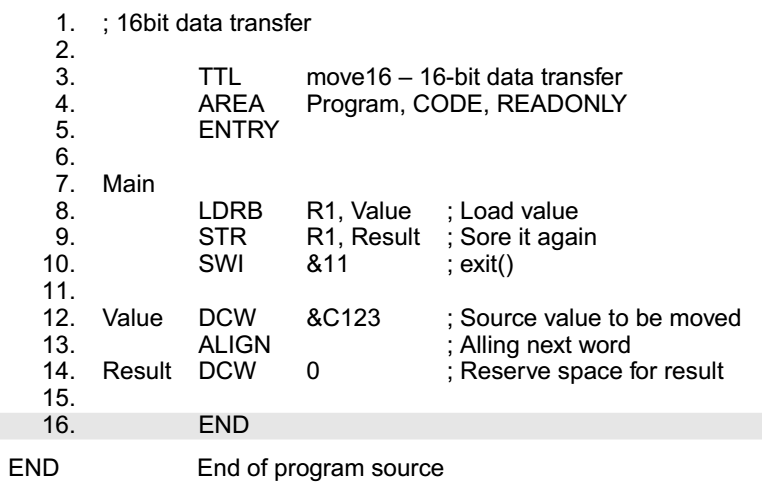 1. ; 16bit data transfer
2.
3. TTL move16 – 16-bit data transfer
4. AREA Program, CODE, READONLY
5. ENTRY
6.
7. Main
8. LDRB R1, Value ; Load value
9. STR R1, Result ; Sore it again
10. SWI &11 ; exit()
11.
12. Value DCW &C123 ; Source value to be moved
13. ALIGN ; Alling next word
14. Result DCW 0 ; Reserve space for result
15.
16. END
END End of program source